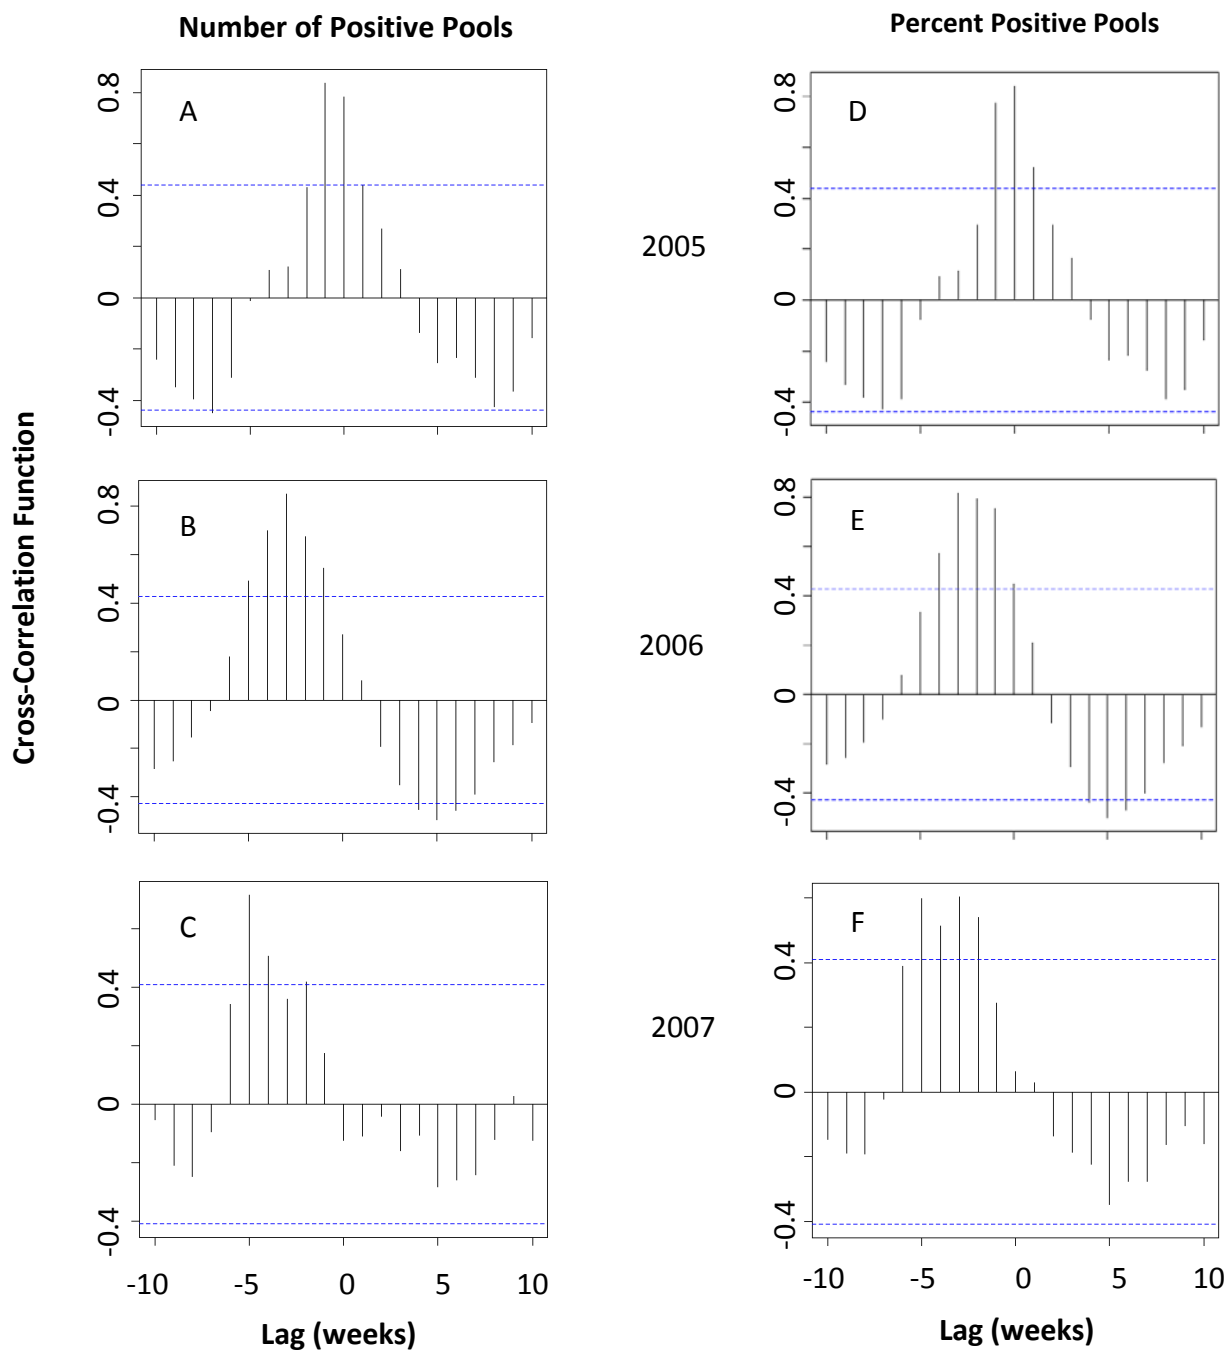 Number of Positive Pools
Percent Positive Pools
Cross-Correlation Function
A
0.8
0.4
0
-0.4
D
0.8
0.4
0
-0.4
2005
B
0.8
0.4
0
-0.4
E
0.8
0.4
0
-0.4
2006
C
0.4
0
-0.4
F
0.4
0
-0.4
2007
-10 -5 0 5 10
-10 -5 0 5 10
Lag (weeks)
Lag (weeks)